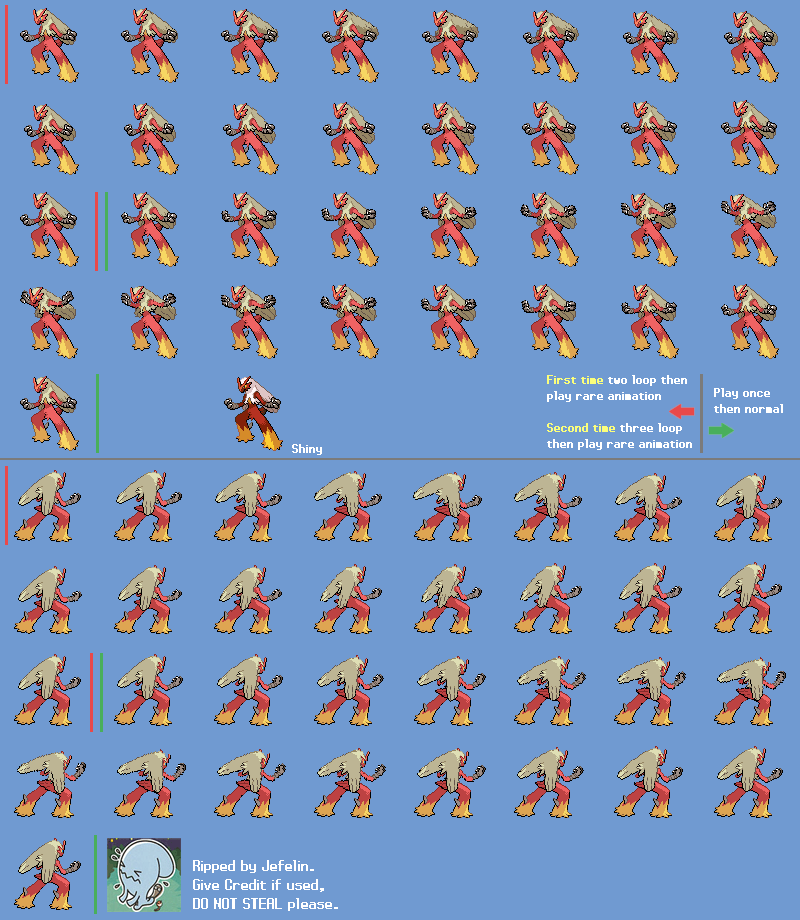 First time two loop then
play rare animation
Second time three loop
then play rare animation
Play once
then normal
Shiny
Ripped by Jefelin.
Give Credit if used,
DO NOT STEAL please.